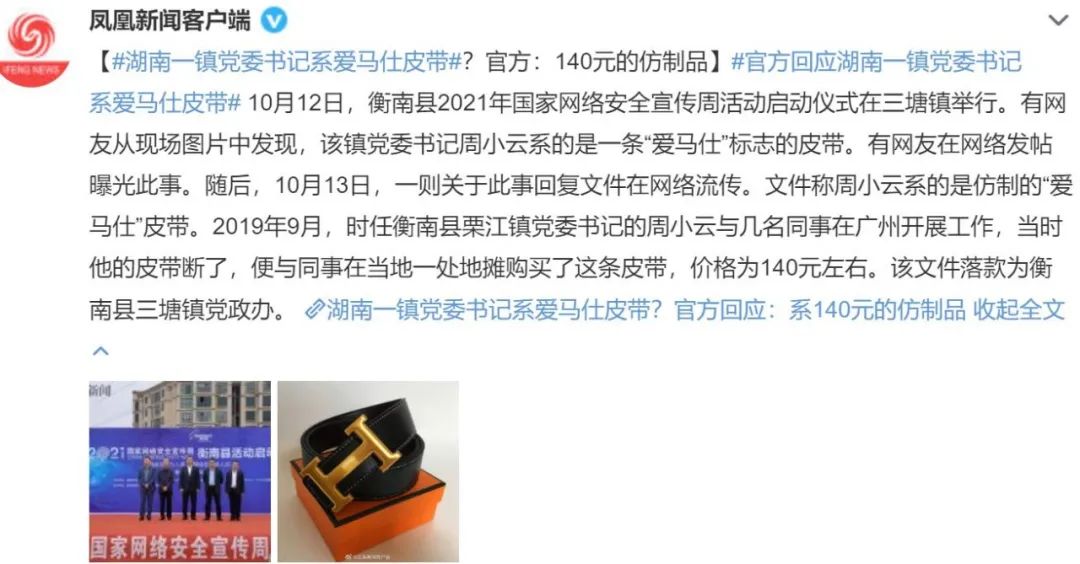 凤凰新闻客户端
IFENG NEWS
【#湖南一镇党委书记系爱马仕皮带#？官方：140元的仿制品】#官方回应湖南一镇党委书记
系爱马仕皮带# 10月12日，衡南县2021年国家网络安全宣传周活动启动仪式在三塘镇举行。有网
友从现场图片中发现，该镇党委书记周小云系的是一条“爱马仕”标志的皮带。有网友在网络发帖
曝光此事。随后，10月13日，一则关于此事回复文件在网络流传。文件称周小云系的是仿制的“爱
马仕”皮带。2019年9月，时任衡南县栗江镇党委书记的周小云与几名同事在广州开展工作，当时
他的皮带断了，便与同事在当地一处地摊购买了这条皮带，价格为140元左右。该文件落款为衡
南县三塘镇党政办。 湖南一镇党委书记系爱马仕皮带？官方回应：系140元的仿制品 收起全文
新闻
2021国家网络安全宣传周 衡南县活动启动
国家网络安全宣传周